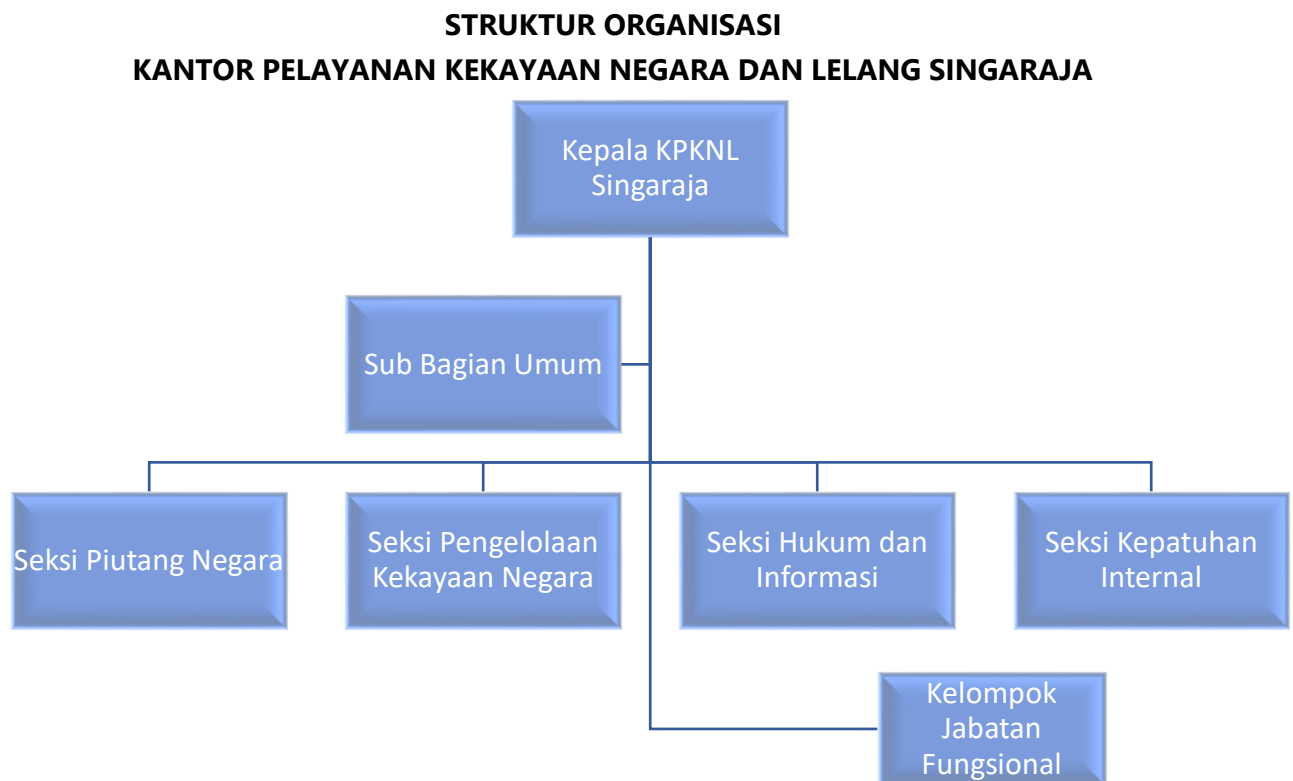 STRUKTUR ORGANISASI
KANTOR PELAYANAN KEKAYAAN NEGARA DAN LELANG SINGARAJA
Kepala KPKNL
Singaraja
Sub Bagian Umum
Seksi Piutang Negara
Seksi Pengelolaan
Kekayaan Negara
Seksi Hukum dan
Informasi
Seksi Kepatuhan
Internal
Kelompok
Jabatan
Fungsional